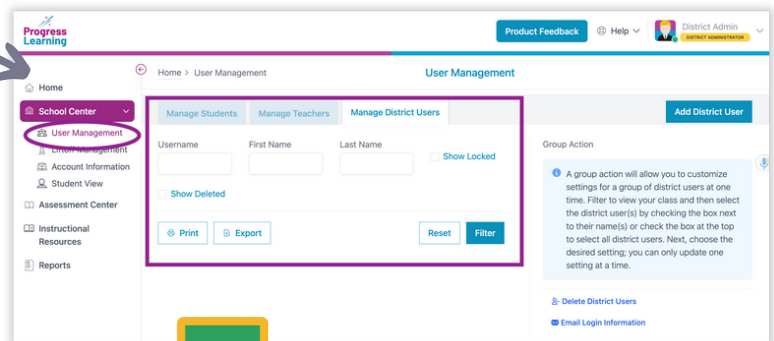 Progress
Learning
Product Feedback
Help
District Admin
DISTRICT ADMINISTRATOR
Home > User Management
User Management
Home
School Center
User Management
Liftoff Management
Account Information
Student View
Assessment Center
Instructional
Resources
Reports
Manage Students
Manage Teachers
Manage District Users
Add District User
Username
First Name
Last Name
Show Locked
Show Deleted
Print
Export
Reset
Filter
Group Action
A group action will allow you to customize
settings for a group of district users at one
time. Filter to view your class and then select
the district user(s) by checking the box next
to their name(s) or check the box at the top
to select all district users. Next, choose the
desired setting; you can only update one
setting at a time.
Delete District Users
Email Login Information